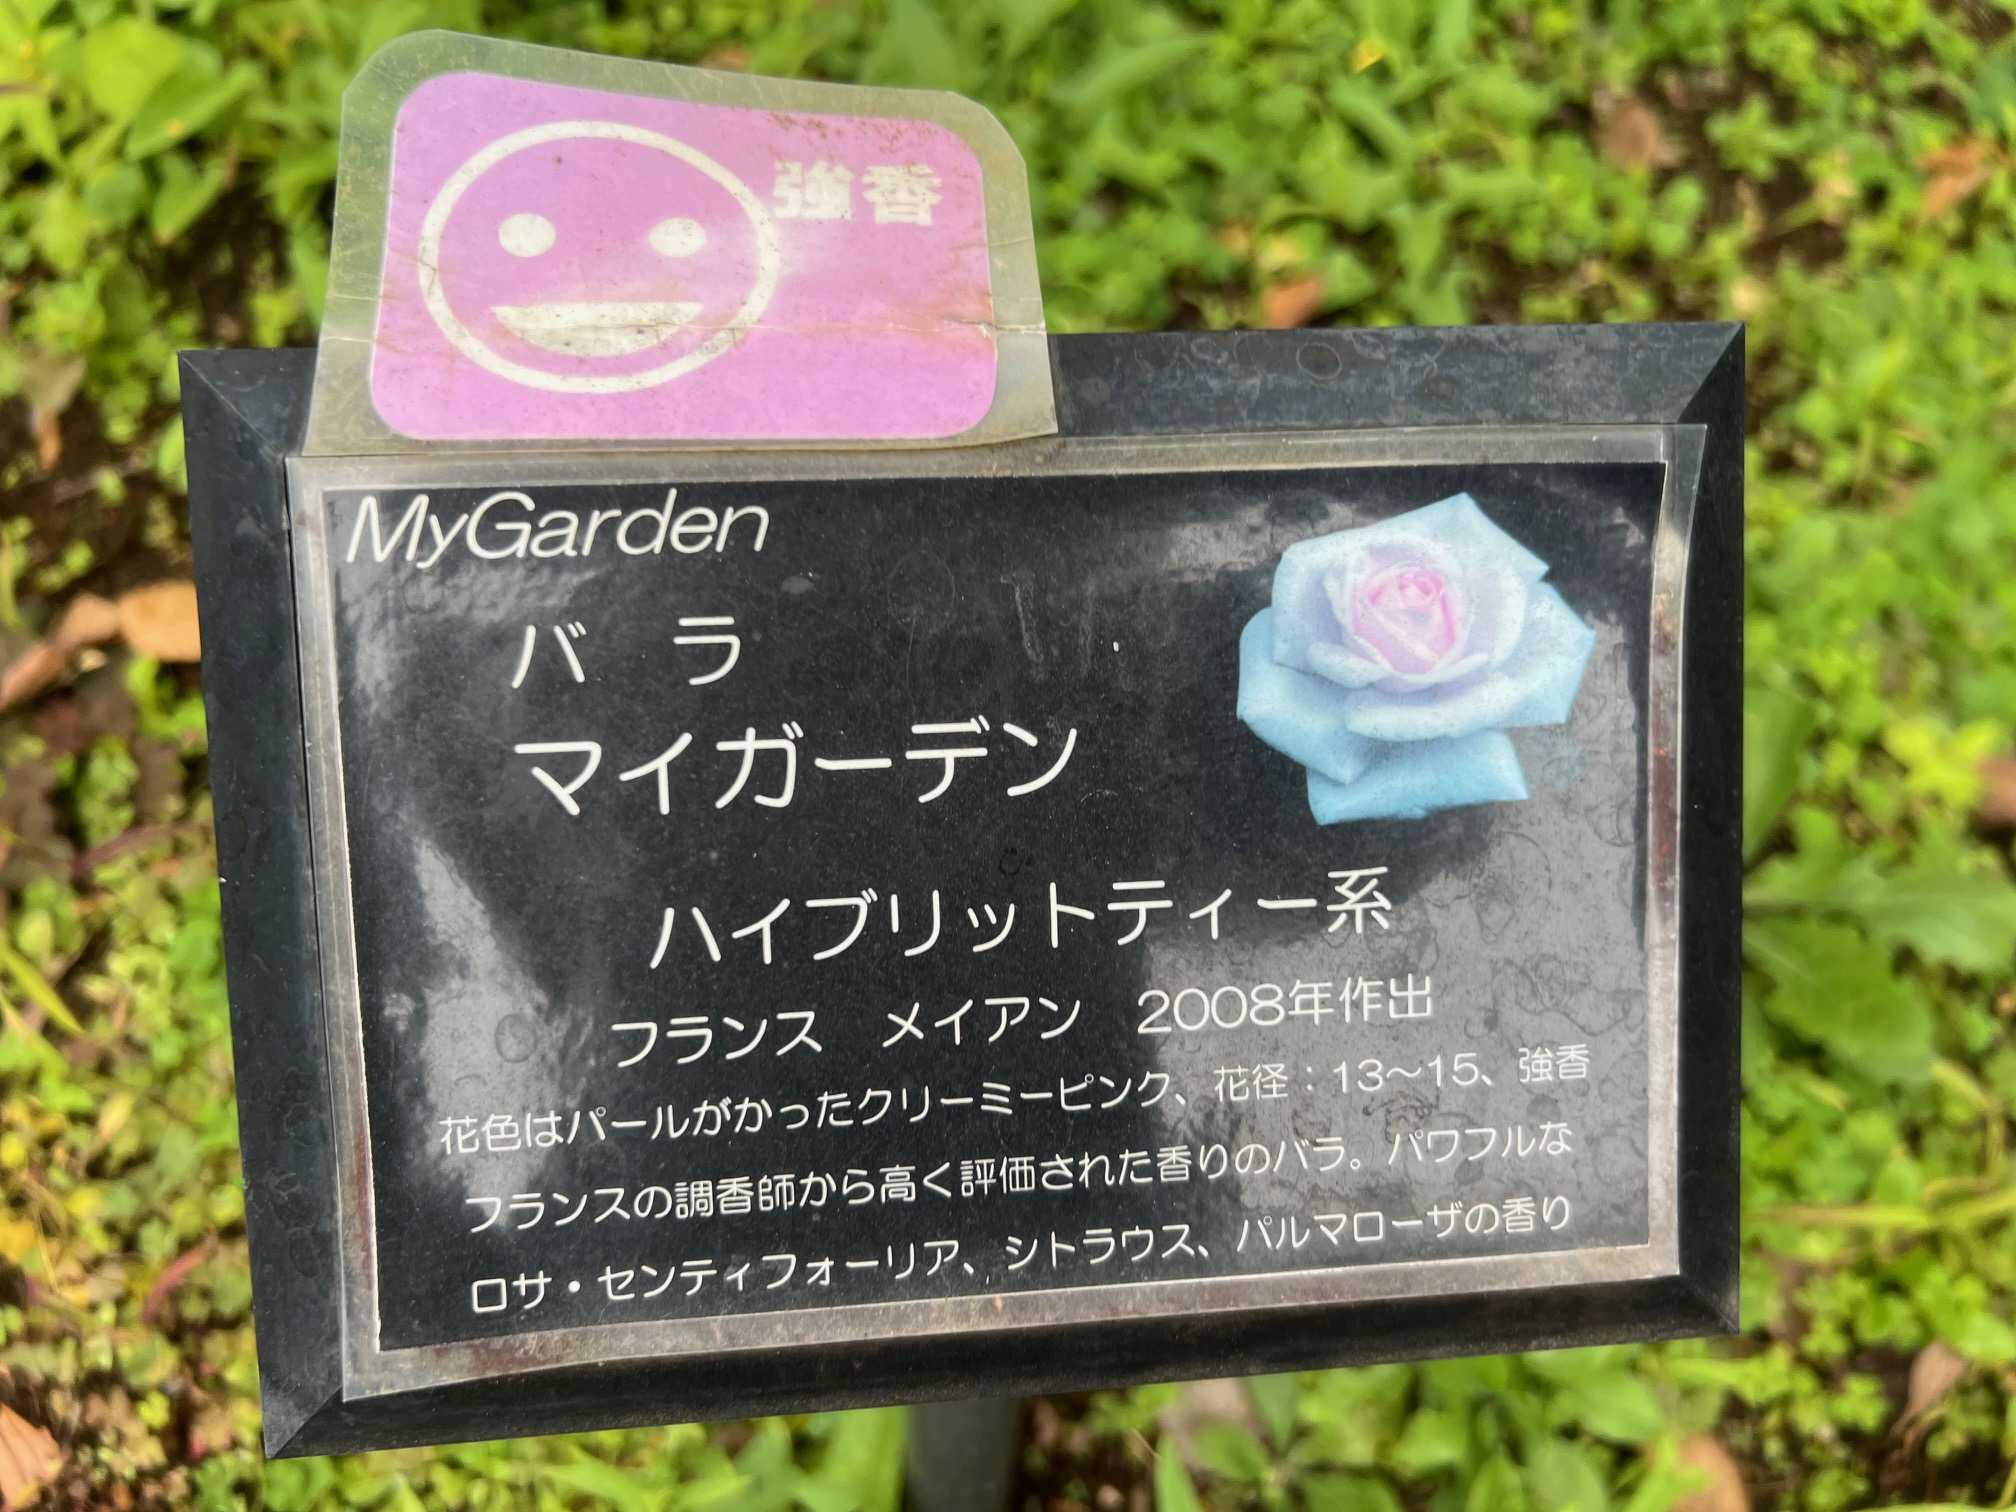 強香
MyGarden
バ ラ
マイガーデン
ハイブリットティー系
フランス メイアン 2008年作出
花色はパールがかったクリーミーピンク、花径：13～15、強香
フランスの調香師から高く評価された香りのバラ。パワフルな
ロサ・センティフォーリア、シトラウス、パルマローザの香り